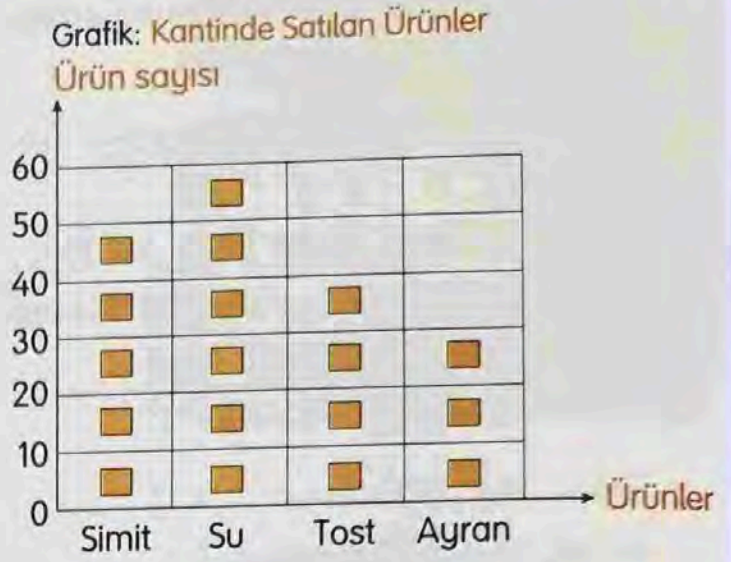 Grafik: Kantinde Satılan Ürünler
Ürün sayısı
60
50
40
30
20
10
0
Simit Su Tost Ayran
Ürünler